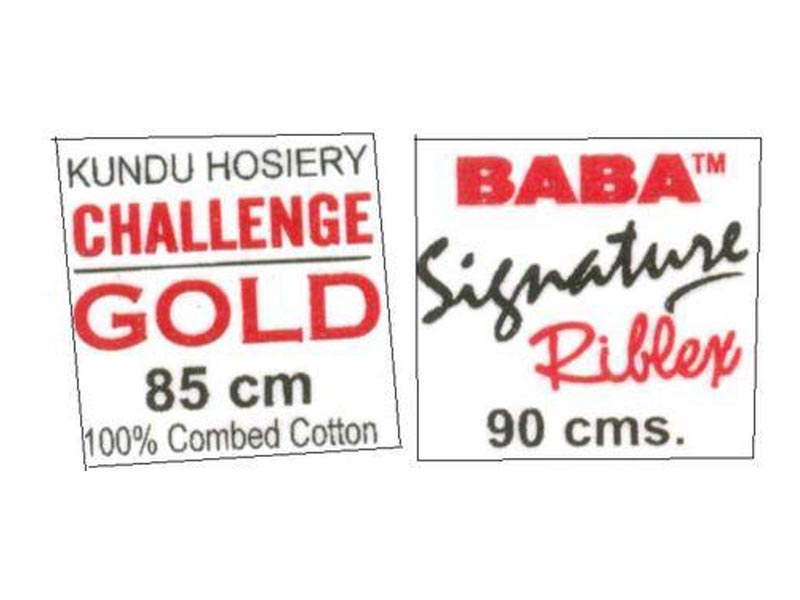 KUNDU HOSIERY
CHALLENGE
GOLD
85 cm
100% Combed Cotton
BABA™
Signature
Riblex
90 cms.